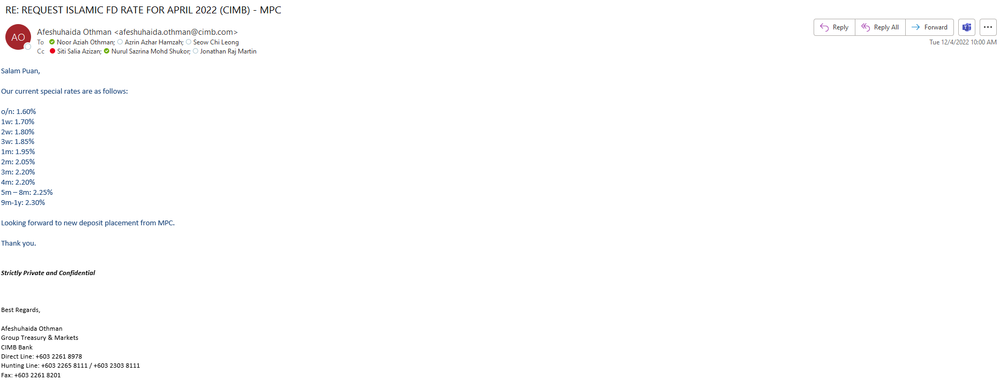 RE: REQUEST ISLAMIC FD RATE FOR APRIL 2022 (CIMB) - MPC
AO
Afeshuhaida Othman <afeshuhaida.othman@cimb.com>
To Noor Aziah Othman; Azrin Azhar Hamzah; Seow Chi Leong
Cc Siti Salia Azizan; Nurul Sazrina Mohd Shukor; Jonathan Raj Martin
Reply Reply All Forward
Tue 12/4/2022 10:00 AM
Salam Puan,
Our current special rates are as follows:
o/n: 1.60%
1w: 1.70%
2w: 1.80%
3w: 1.85%
1m: 1.95%
2m: 2.05%
3m: 2.20%
4m: 2.20%
5m – 8m: 2.25%
9m-1y: 2.30%
Looking forward to new deposit placement from MPC.
Thank you.
Strictly Private and Confidential
Best Regards,
Afeshuhaida Othman
Group Treasury & Markets
CIMB Bank
Direct Line: +603 2261 8978
Hunting Line: +603 2265 8111 / +603 2303 8111
Fax: +603 2261 8201